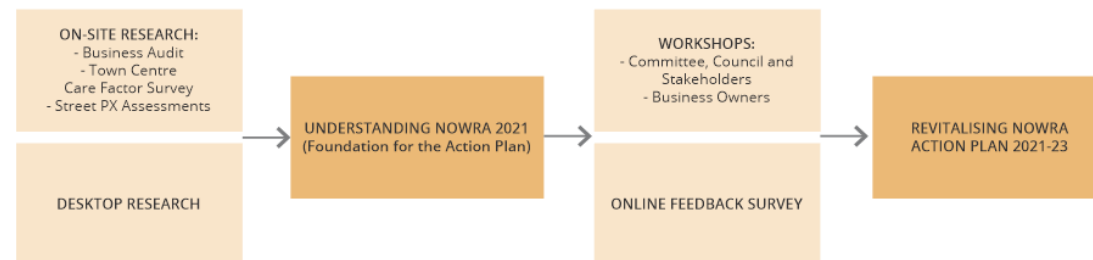 ON-SITE RESEARCH:
- Business Audit
- Town Centre
Care Factor Survey
- Street PX Assessments
DESKTOP RESEARCH
UNDERSTANDING NOWRA 2021
(Foundation for the Action Plan)
WORKSHOPS:
- Committee, Council and
Stakeholders
- Business Owners
ONLINE FEEDBACK SURVEY
REVITALISING NOWRA
ACTION PLAN 2021-23